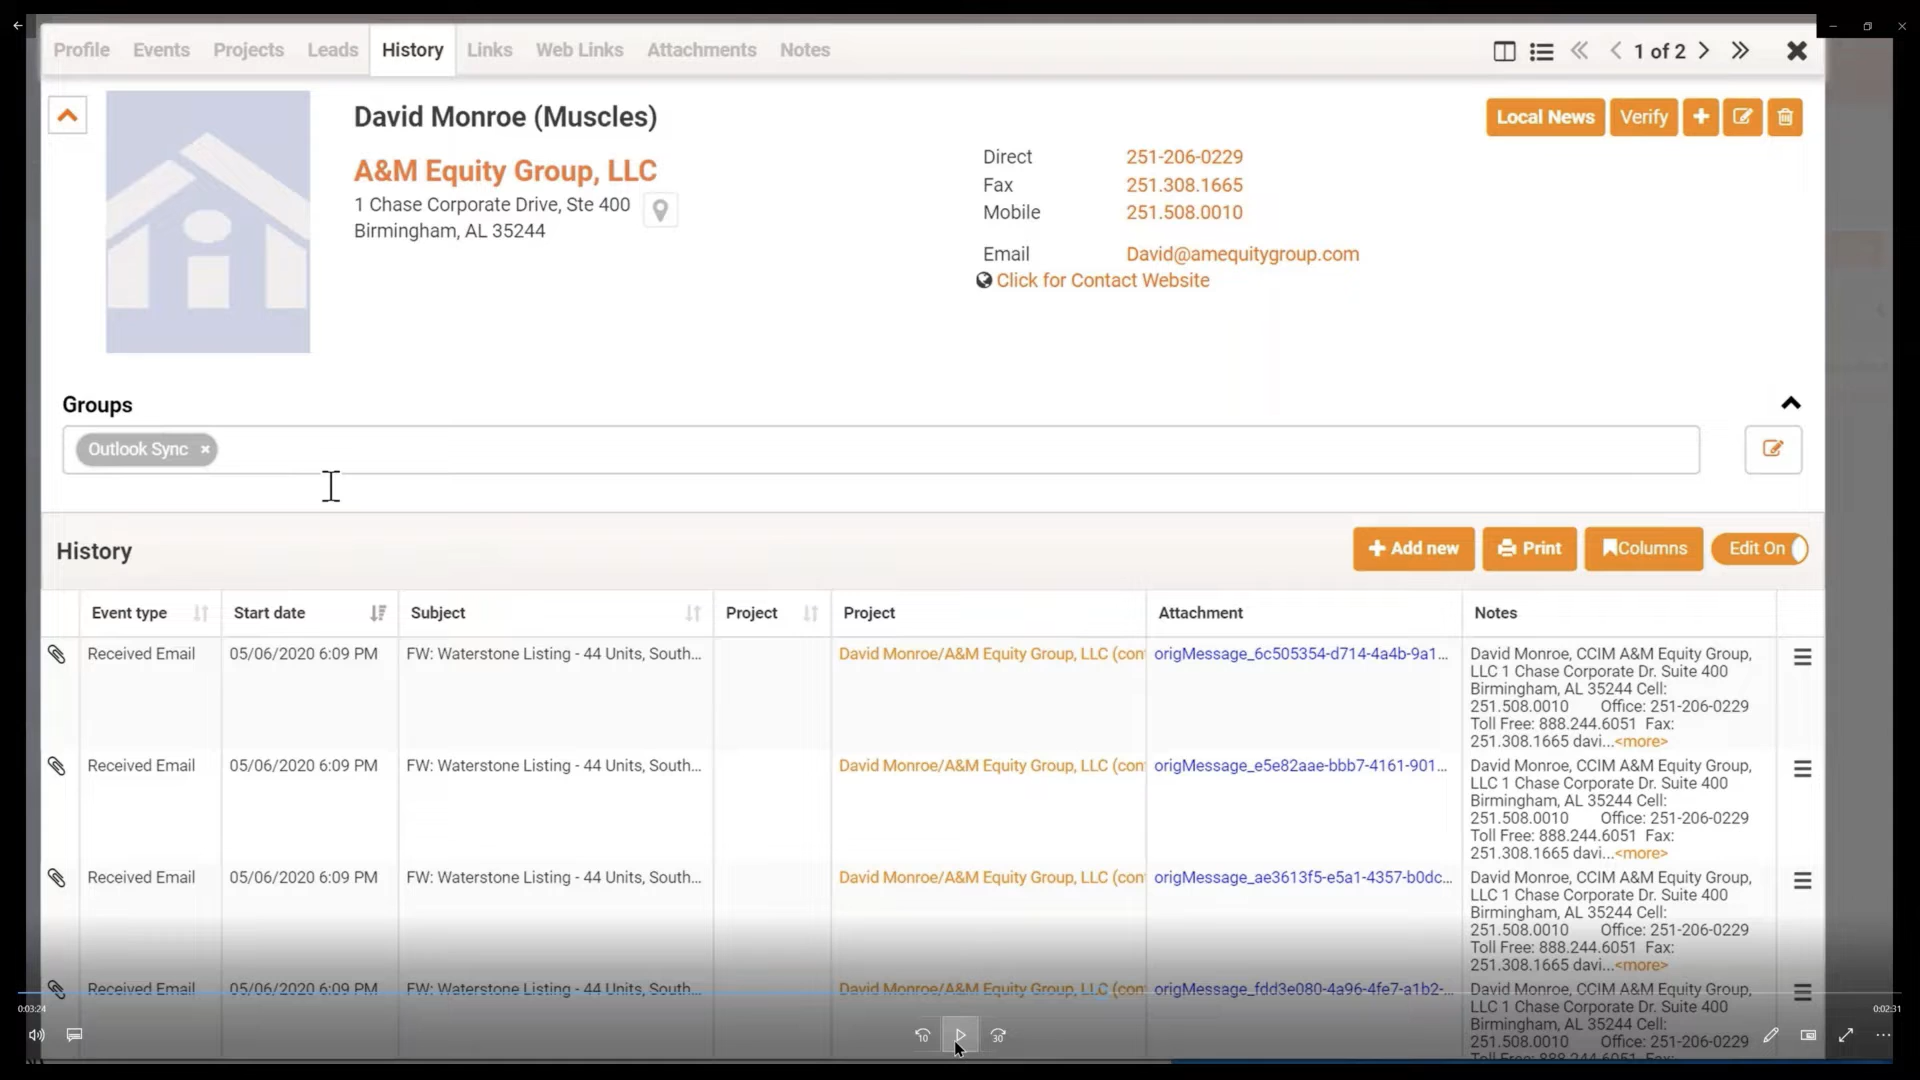 Profile Events Projects Leads History Links Web Links Attachments Notes
1 of 2
David Monroe (Muscles)
Local News Verify
A&M Equity Group, LLC
1 Chase Corporate Drive, Ste 400
Birmingham, AL 35244
Direct 251-206-0229
Fax 251.308.1665
Mobile 251.508.0010
Email David@amequitygroup.com
Click for Contact Website
Groups
Outlook Sync ×
History
+ Add new Print Columns Edit On
Event type Start date Subject Project Project Attachment Notes
Received Email 05/06/2020 6:09 PM FW: Waterstone Listing - 44 Units, South... David Monroe/A&M Equity Group, LLC (con origMessage_6c505354-d714-4a4b-9a1... David Monroe, CCIM A&M Equity Group,
LLC 1 Chase Corporate Dr. Suite 400
Birmingham, AL 35244 Cell:
251.508.0010 Office: 251-206-0229
Toll Free: 888.244.6051 Fax:
251.308.1665 davi...<more>
Received Email 05/06/2020 6:09 PM FW: Waterstone Listing - 44 Units, South... David Monroe/A&M Equity Group, LLC (con origMessage_e5e82aae-bbb7-4161-901... David Monroe, CCIM A&M Equity Group,
LLC 1 Chase Corporate Dr. Suite 400
Birmingham, AL 35244 Cell:
251.508.0010 Office: 251-206-0229
Toll Free: 888.244.6051 Fax:
251.308.1665 davi...<more>
Received Email 05/06/2020 6:09 PM FW: Waterstone Listing - 44 Units, South... David Monroe/A&M Equity Group, LLC (con origMessage_ae3613f5-e5a1-4357-b0dc... David Monroe, CCIM A&M Equity Group,
LLC 1 Chase Corporate Dr. Suite 400
Birmingham, AL 35244 Cell:
251.508.0010 Office: 251-206-0229
Toll Free: 888.244.6051 Fax:
251.308.1665 davi...<more>
Received Email 05/06/2020 6:09 PM FW: Waterstone Listing - 44 Units, South... David Monroe/A&M Equity Group, LLC (con origMessage_fdd3e080-4a96-4fe7-a1b2-... David Monroe, CCIM A&M Equity Group,
LLC 1 Chase Corporate Dr. Suite 400
Birmingham, AL 35244 Cell:
251.508.0010 Office: 251-206-0229
Toll Free: 888.244.6051 Fax:
0:03:24 0:02:31
10 30